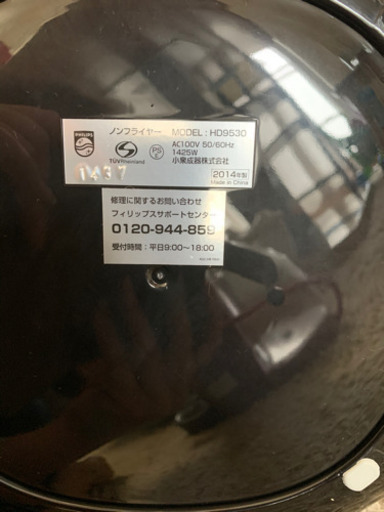 PHILIPS
ノンフライヤー MODEL: HD9530
TÜVRheinland
PSE
AC100V 50/60Hz
1425W
小泉成器株式会社
1437
2014年製
Made in China
修理に関するお問い合わせ
フィリップスサポートセンター
0120-944-859
受付時間：平日9:00～18:00